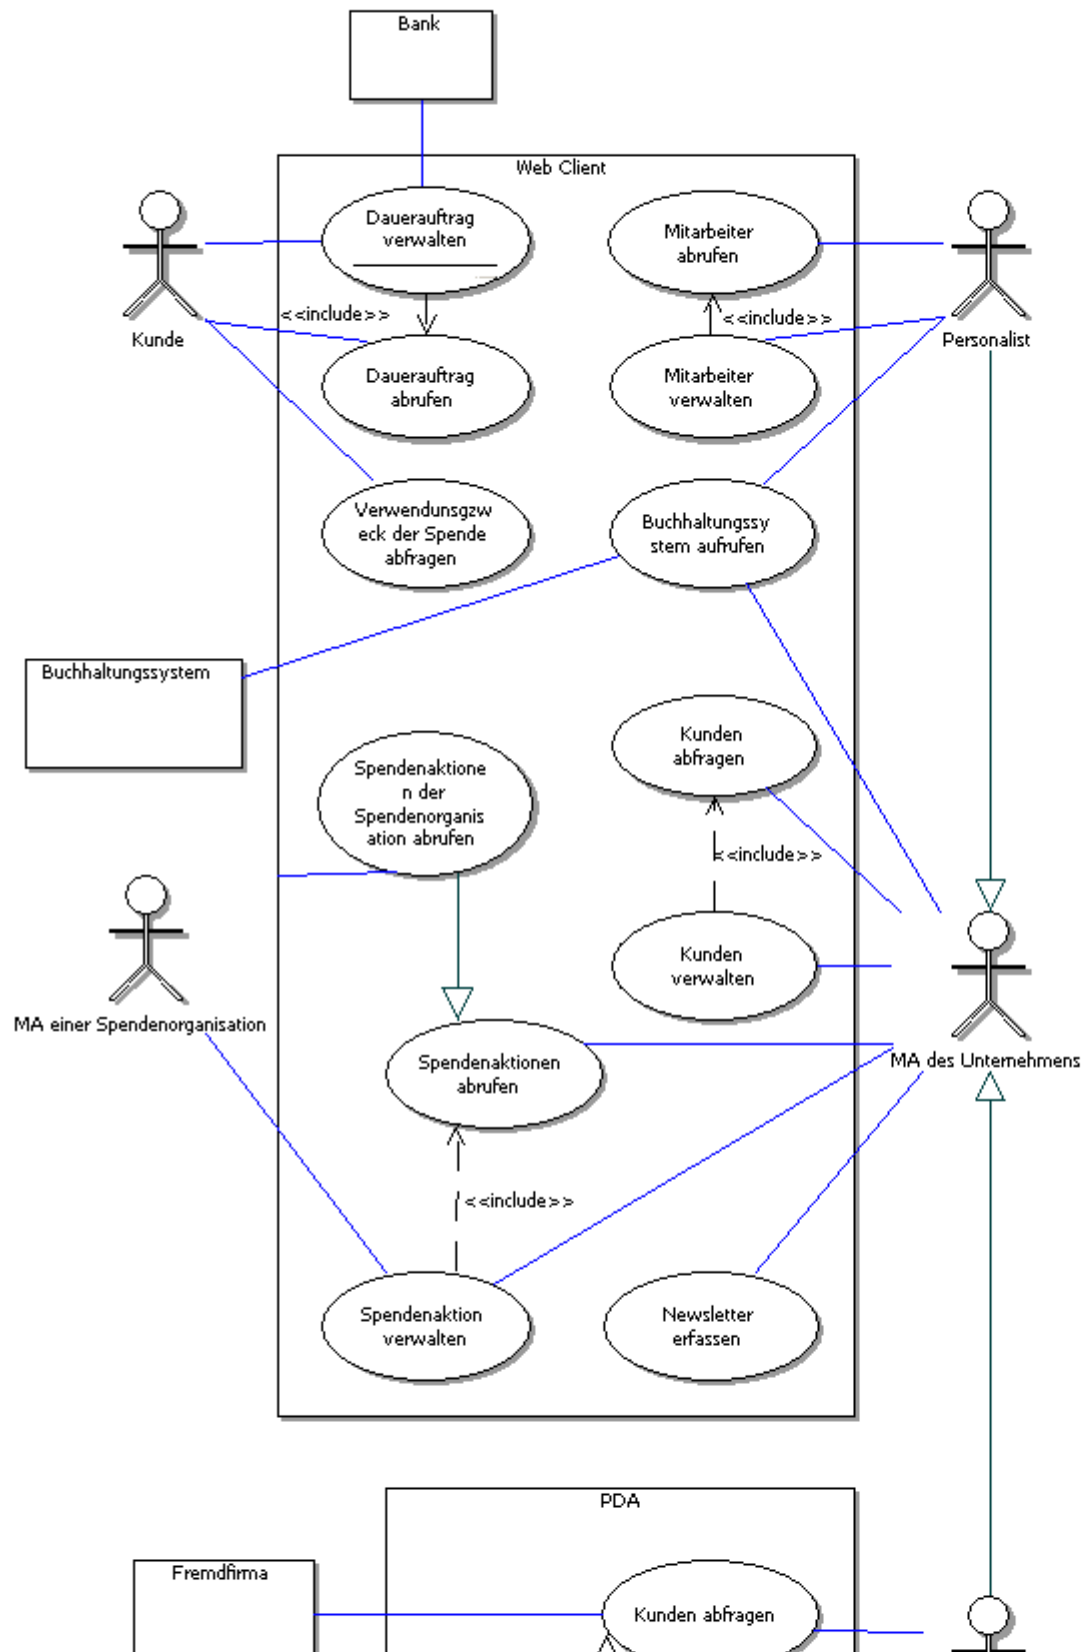 Bank
Web Client
Dauerauftrag
verwalten
Mitarbeiter
abrufen
<<include>>
<<include>>
Kunde
Personalist
Dauerauftrag
abrufen
Mitarbeiter
verwalten
Verwendunsgzw
eck der Spende
abfragen
Buchhaltungssy
stem aufrufen
Buchhaltungssystem
Kunden
abfragen
Spendenaktione
n der
Spendenorganis
ation abrufen
<<include>>
Kunden
verwalten
MA einer Spendenorganisation
Spendenaktionen
abrufen
MA des Unternehmens
<<include>>
Spendenaktion
verwalten
Newsletter
erfassen
PDA
Fremdfirma
Kunden abfragen